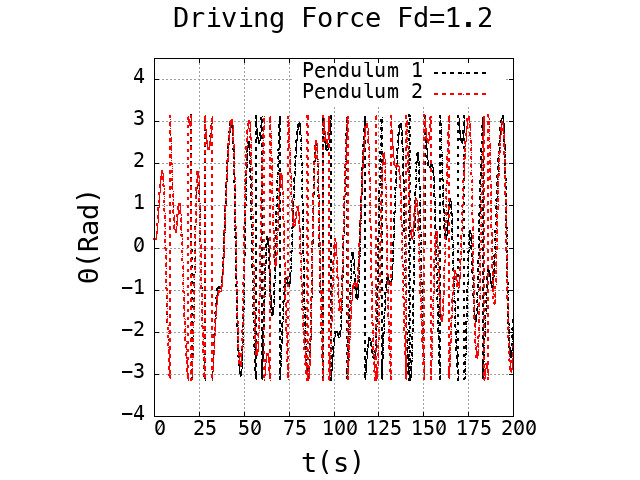 Driving Force Fd=1.2
Pendulum 1
Pendulum 2
4
3
2
1
0
−1
−2
−3
−4
θ(Rad)
0 25 50 75 100 125 150 175 200
t(s)